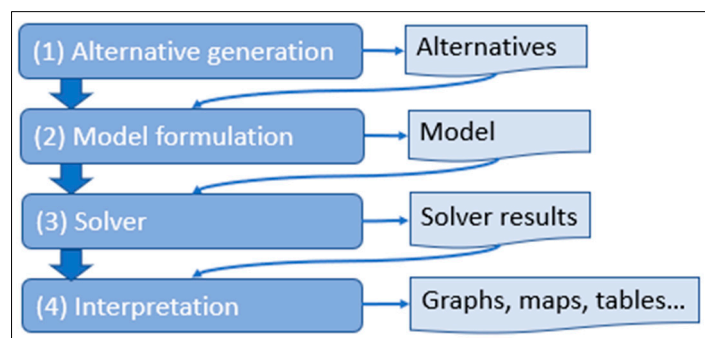 (1) Alternative generation
Alternatives
(2) Model formulation
Model
(3) Solver
Solver results
(4) Interpretation
Graphs, maps, tables...